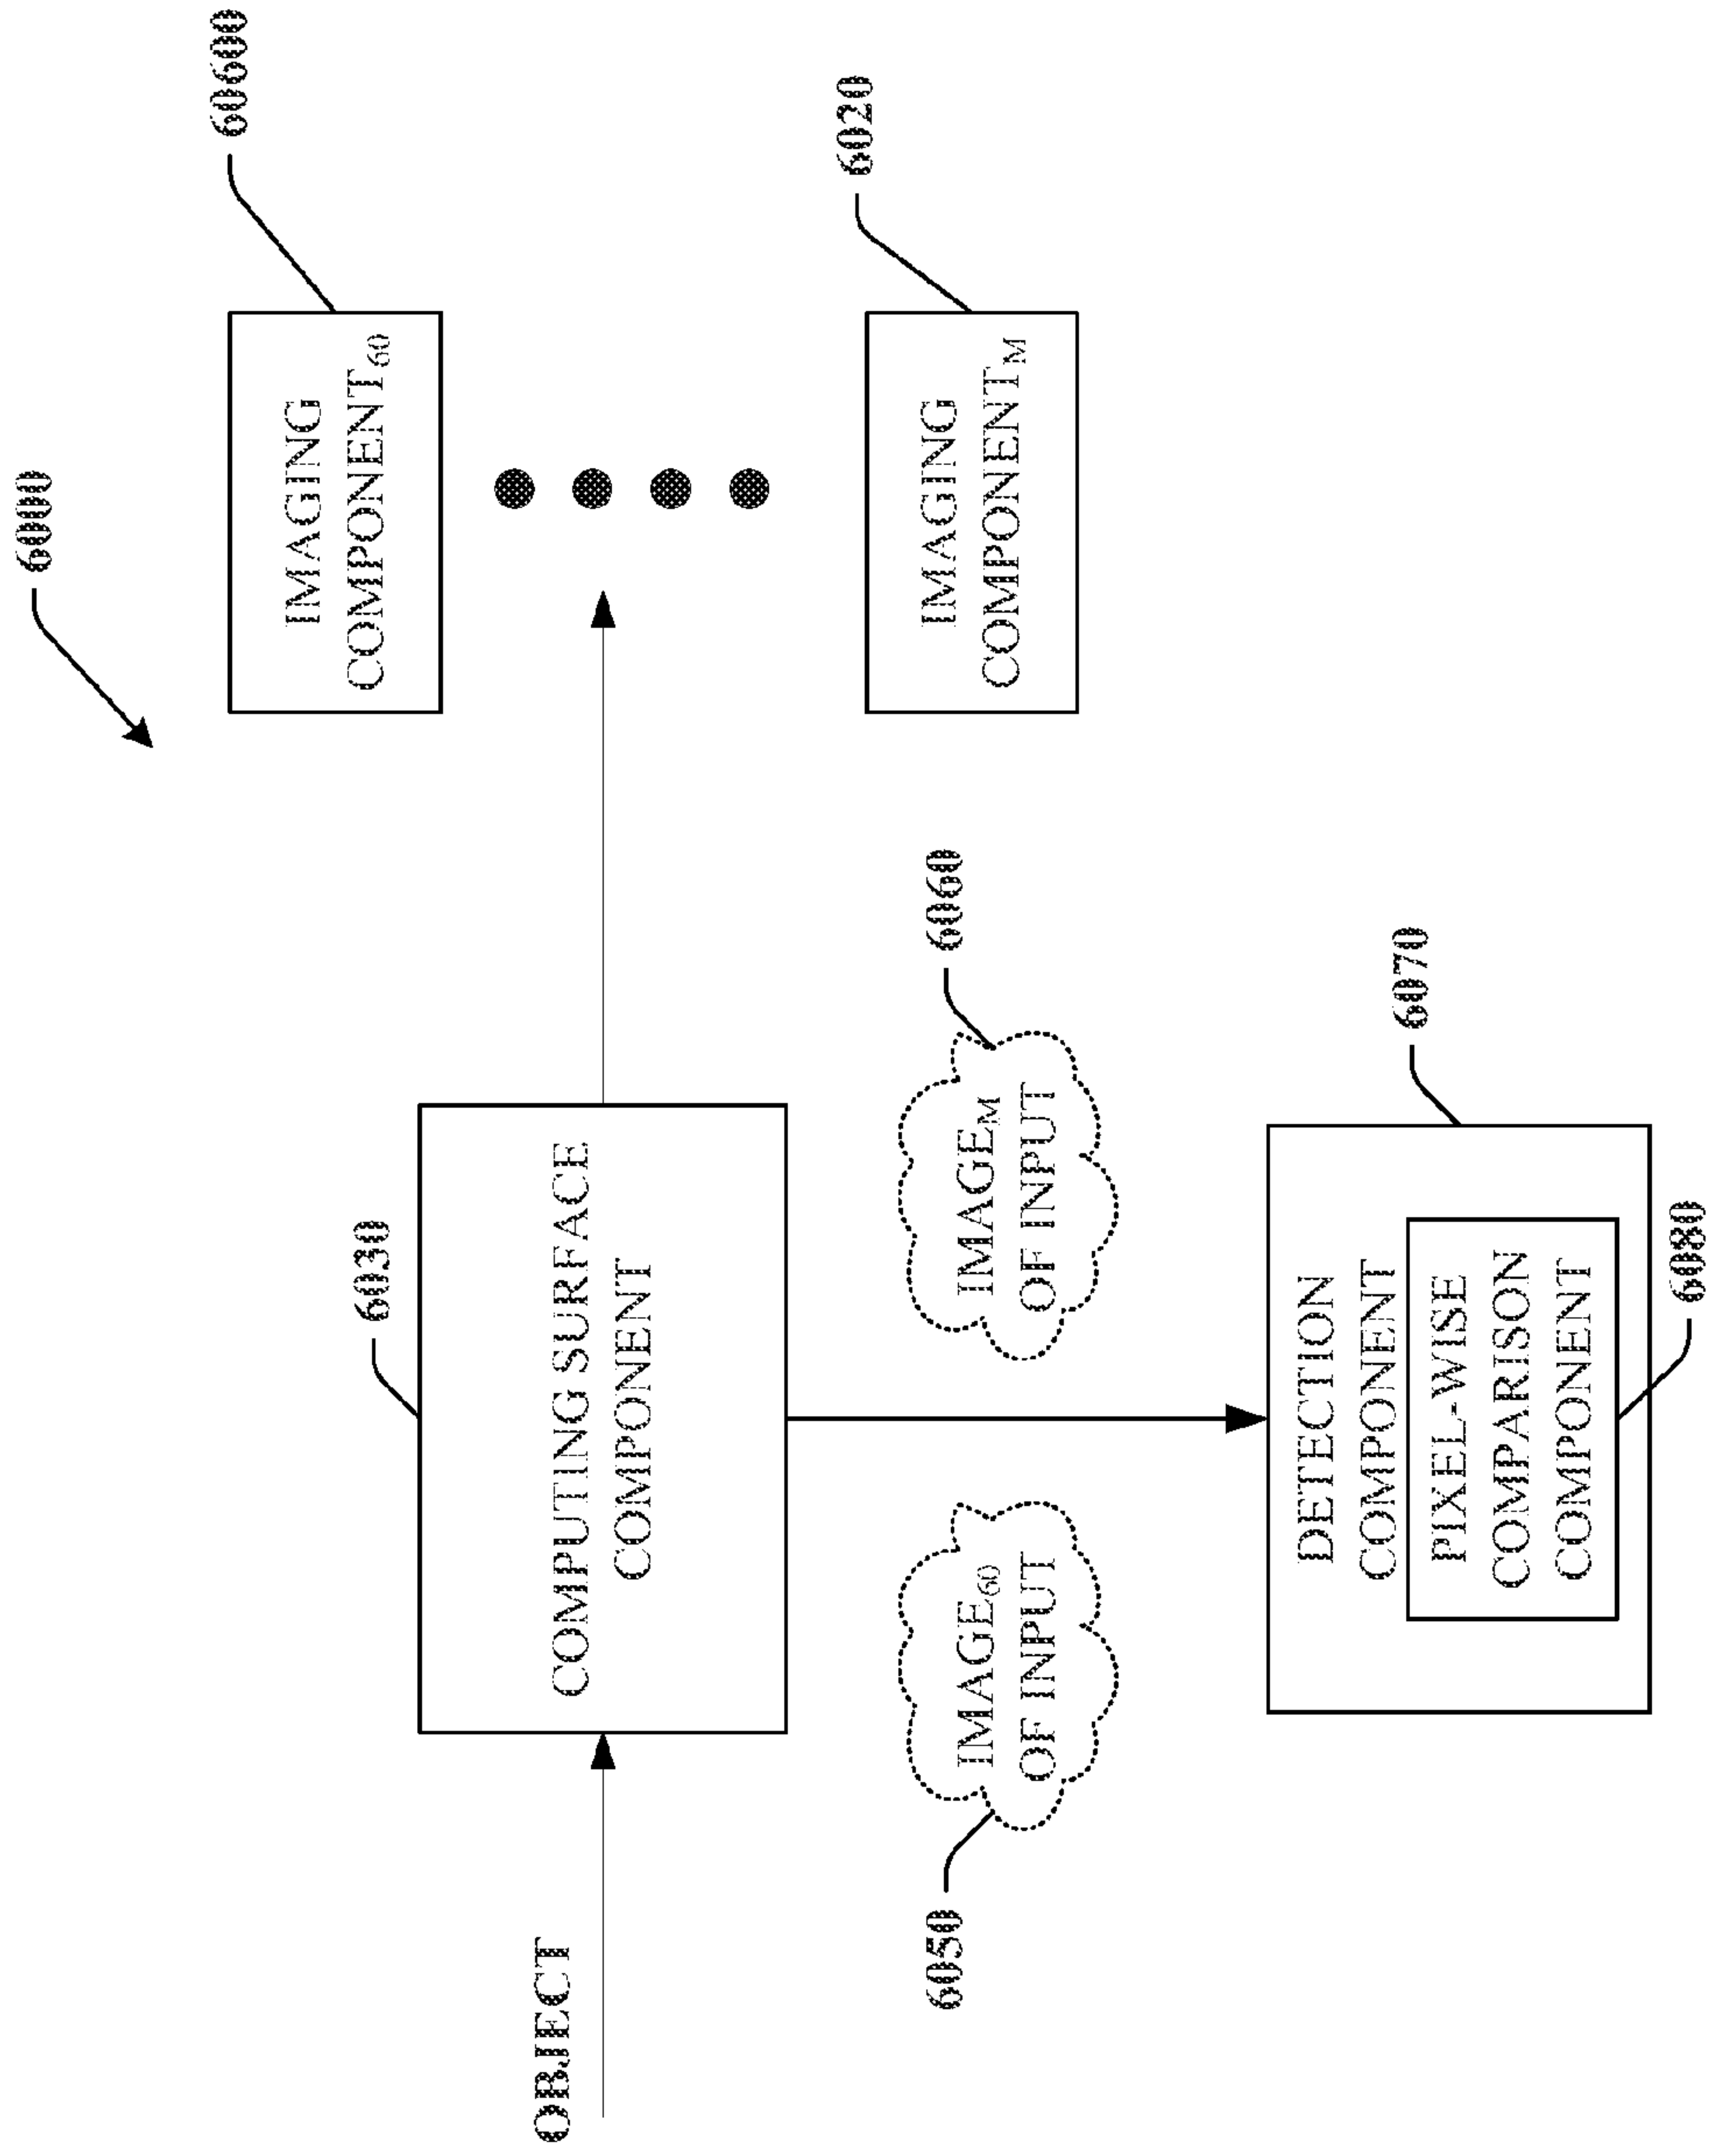 6000
OBJECT
6030
COMPUTING SURFACE
COMPONENT
60600
IMAGING
COMPONENT60
6020
IMAGING
COMPONENTM
6050
IMAGE60
OF INPUT
6060
IMAGEM
OF INPUT
6070
DETECTION
COMPONENT
PIXEL-WISE
COMPARISON
COMPONENT
6080